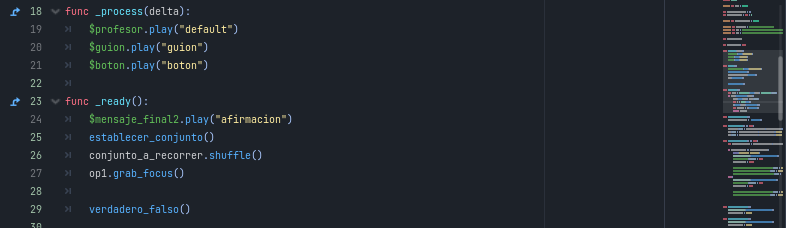 18 func _process(delta):
19 $profesor.play("default")
20 $guion.play("guion")
21 $boton.play("boton")
22
23 func _ready():
24 $mensaje_final2.play("afirmacion")
25 establecer_conjunto()
26 conjunto_a_recorrer.shuffle()
27 op1.grab_focus()
28
29 verdadero_falso()
30